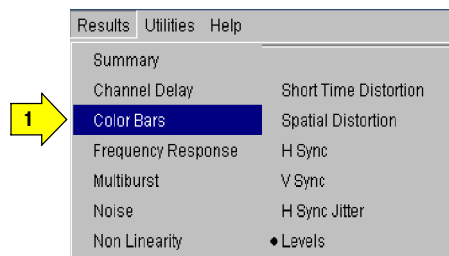 Results Utilities Help
Summary
Channel Delay Short Time Distortion
1 Color Bars Spatial Distortion
Frequency Response H Sync
Multiburst V Sync
Noise H Sync Jitter
Non Linearity ● Levels